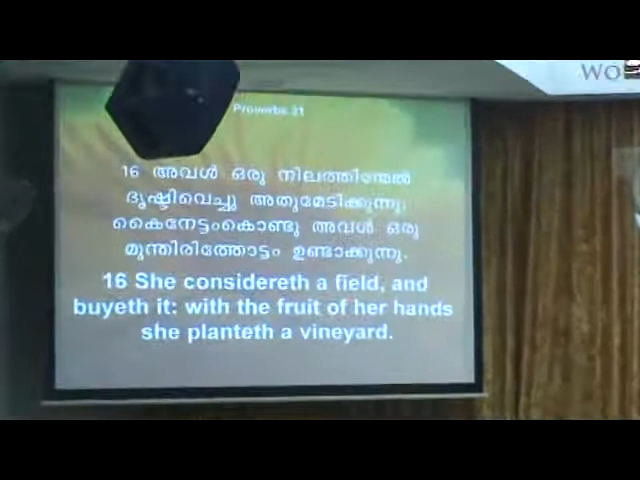 WO
Proverbs 31
16 അവൾ ഒരു നിലത്തിന്മേൽ
ദൃഷ്ടിവെച്ചു അതുമേടിക്കുന്നു;
കൈനേട്ടംകൊണ്ടു അവൾ ഒരു
മുന്തിരിത്തോട്ടം ഉണ്ടാക്കുന്നു.
16 She considereth a field, and
buyeth it: with the fruit of her hands
she planteth a vineyard.